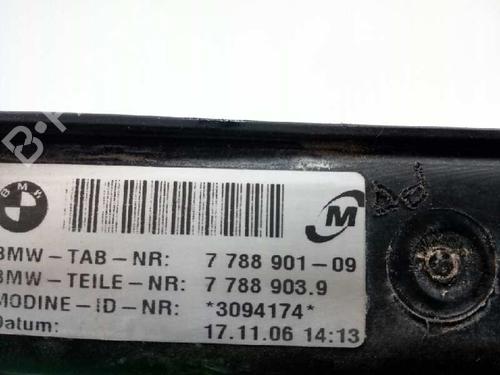 BMW
M
BMW-TAB-NR: 7 788 901-09
BMW-TEILE-NR: 7 788 903.9
MODINE-ID-NR: *3094174*
Datum: 17.11.06 14:13